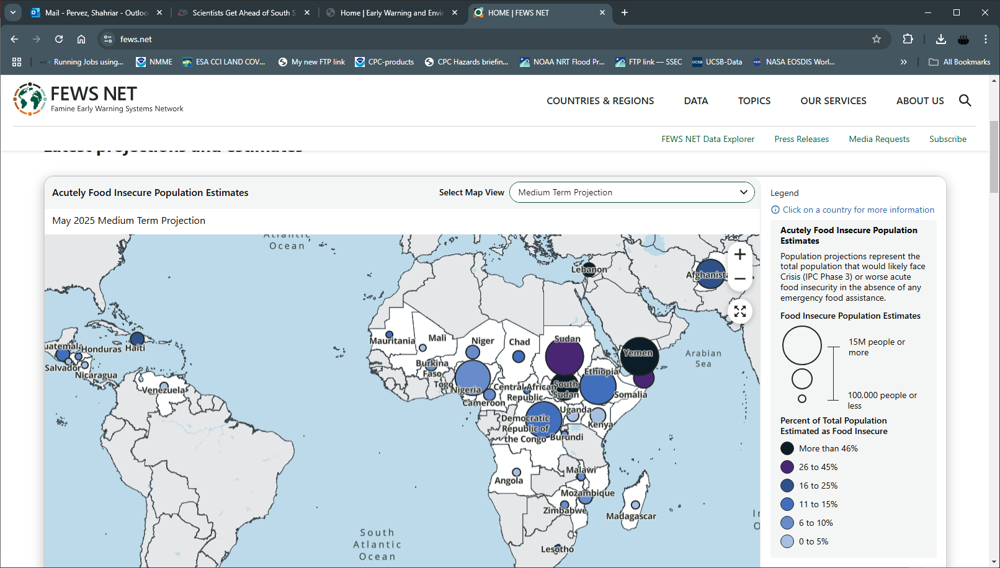 Mail - Pervez, Shahriar - Outlo
Scientists Get Ahead of South S
Home | Early Warning and Envir
HOME | FEWS NET
fews.net
Running Jobs using...
NMME
ESA CCI LAND COV...
My new FTP link
CPC-products
CPC Hazards briefin...
NOAA NRT Flood Pr...
FTP link — SSEC
UCSB
UCSB-Data
NASA EOSDIS Worl...
»
All Bookmarks
FEWS NET
Famine Early Warning Systems Network
COUNTRIES & REGIONS
DATA
TOPICS
OUR SERVICES
ABOUT US
FEWS NET Data Explorer
Press Releases
Media Requests
Subscribe
Latest projections and estimates
Acutely Food Insecure Population Estimates
Select Map View
Medium Term Projection
May 2025 Medium Term Projection
Atlantic
Ocean
Lebanon
Afghanist
Mauritania
Mali
Niger
Chad
Sudan
Yemen
Arabian
Sea
uatemala
Honduras
Haiti
Salvador
Nicaragua
Venezuela
Burkina
Faso
Togo
Nigeria
Cameroon
Central African
Republic
South
Sudan
Ethiopia
Somalia
Uganda
Kenya
Democratic
Republic of
the Congo
Burundi
Angola
Malawi
Mozambique
Zimbabwe
Madagascar
Lesotho
South
Atlantic
Ocean
I
O
Legend
Click on a country for more information
Acutely Food Insecure Population
Estimates
Population projections represent the
total population that would likely face
Crisis (IPC Phase 3) or worse acute
food insecurity in the absence of any
emergency food assistance.
Food Insecure Population Estimates
15M people or
more
100,000 people or
less
Percent of Total Population
Estimated as Food Insecure
More than 46%
26 to 45%
16 to 25%
11 to 15%
6 to 10%
0 to 5%